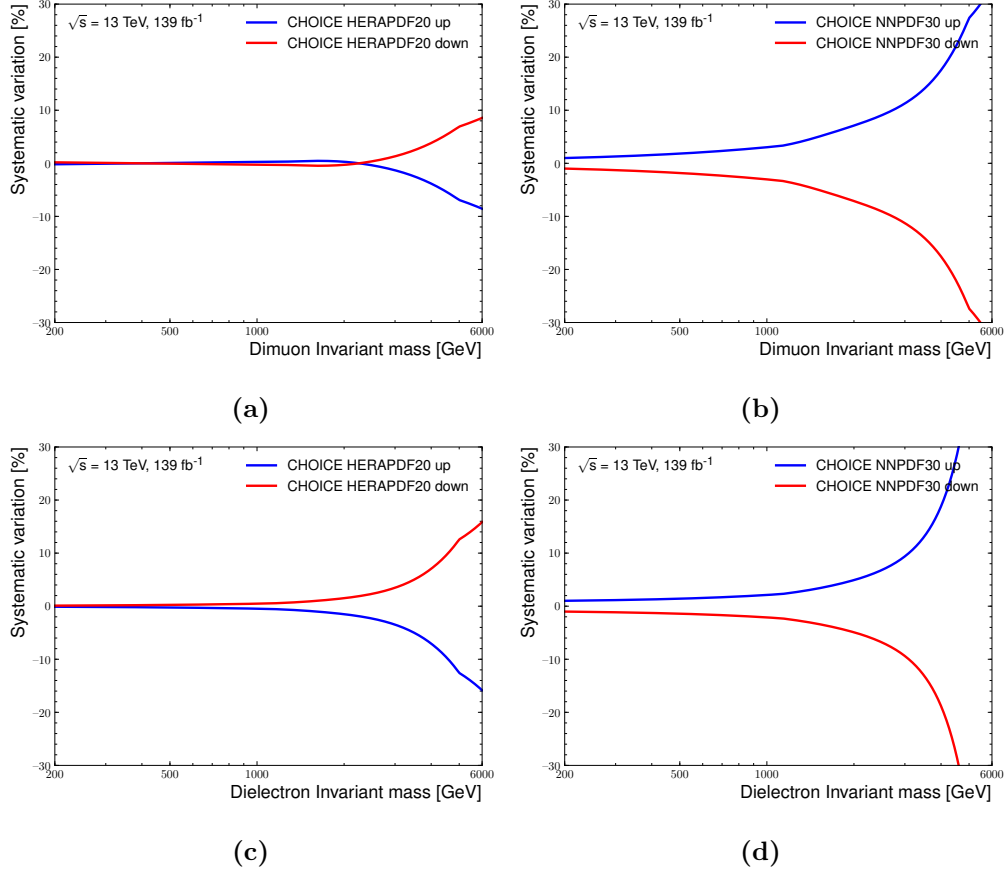 Systematic variation [%]
30
20
10
0
−10
−20
−30
√s = 13 TeV, 139 fb-1
CHOICE HERAPDF20 up
CHOICE HERAPDF20 down
200
500
1000
6000
Dimuon Invariant mass [GeV]
(a)
Systematic variation [%]
30
20
10
0
−10
−20
−30
√s = 13 TeV, 139 fb-1
CHOICE NNPDF30 up
CHOICE NNPDF30 down
200
500
1000
6000
Dimuon Invariant mass [GeV]
(b)
Systematic variation [%]
30
20
10
0
−10
−20
−30
√s = 13 TeV, 139 fb-1
CHOICE HERAPDF20 up
CHOICE HERAPDF20 down
200
500
1000
6000
Dielectron Invariant mass [GeV]
(c)
Systematic variation [%]
30
20
10
0
−10
−20
−30
√s = 13 TeV, 139 fb-1
CHOICE NNPDF30 up
CHOICE NNPDF30 down
200
500
1000
6000
Dielectron Invariant mass [GeV]
(d)